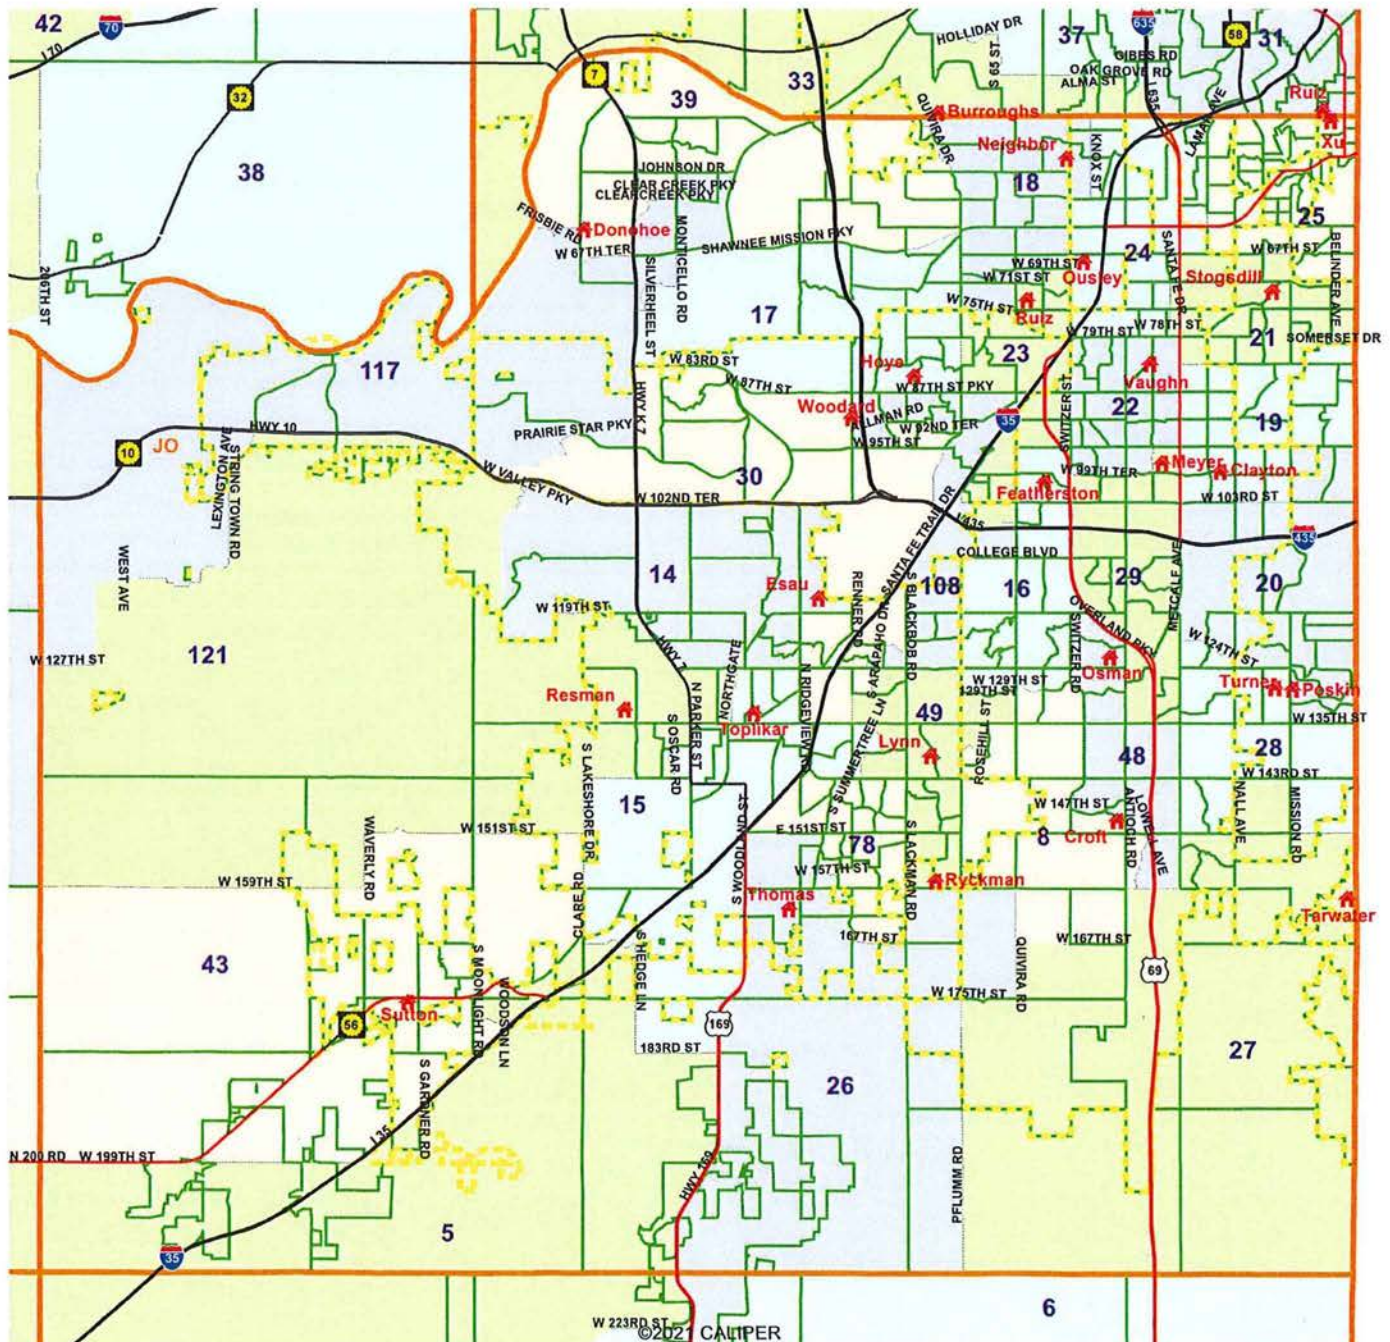 42
70
I 70
7
33
HOLLIDAY DR
37
635
58
31
S 65 ST
GIBBS RD
OAK GROVE RD
ALMA ST
I 635
LAMAR AVE
32
39
Ruiz
QUIVIRA DR
Burroughs
Xu
Neighbor
KNOX ST
38
JOHNSON DR
CLEAR CREEK PKY
CLEARCREEK PKY
18
FRISBIE RD
Donohoe
MONTICELLO RD
25
W 67TH TER
SHAWNEE MISSION PKY
SANTA FE DR
24
W 67TH ST
BELINDER AVE
206TH ST
SILVERHEEL ST
W 69TH ST
W 71ST ST
Ousley
Stogsdill
17
W 75TH ST
Ruiz
W 79TH ST
W 78TH ST
21
SOMERSET DR
117
W 83RD ST
23
Hoye
W 87TH ST
W 87TH ST PKY
Vaughn
HWY K 7
SWITZER ST
22
Woodard
ALLMAN RD
35
19
PRAIRIE STAR PKY
W 92ND TER
W 95TH ST
HWY 10
10
JO
LEXINGTON AVE
STRING TOWN RD
W VALLEY PKY
30
W 99TH TER
Meyer
Clayton
Featherston
W 102ND TER
W 103RD ST
I 435
435
SANTA FE TRAIL DR
COLLEGE BLVD
WEST AVE
14
Esau
RENNER RD
S BLACKBOB RD
108
16
29
METCALF AVE
20
W 119TH ST
S ARAPAHO DR
OVERLAND PKY
W 127TH ST
121
HWY 7
SWITZER RD
W 124TH ST
Osman
NORTHGATE
N RIDGEVIEW RD
W 129TH ST
129TH ST
Turner
Poskin
Resman
N PARKER ST
S OSCAR RD
Toplikar
49
ROSEHILL ST
W 135TH ST
Lynn
S SUMMERTREE LN
48
28
S LAKESHORE DR
W 143RD ST
15
W 147TH ST
ANTIOCH RD
LOWELL AVE
NALL AVE
MISSION RD
WAVERLY RD
W 151ST ST
E 151ST ST
8
Croft
S WOODLND ST
78
S LACKMAN RD
W 157TH ST
W 159TH ST
Ryckman
Thomas
Tarwater
CLARE RD
S HEDGE LN
167TH ST
W 167TH ST
43
S MOONLIGHT RD
WOODSON LN
QUIVIRA RD
69
W 175TH ST
56
Sutton
169
183RD ST
27
26
S GARDNER RD
I 35
N 200 RD
W 199TH ST
HWY 169
PFLUMM RD
5
35
6
W 223RD ST
©2021 CALIPER